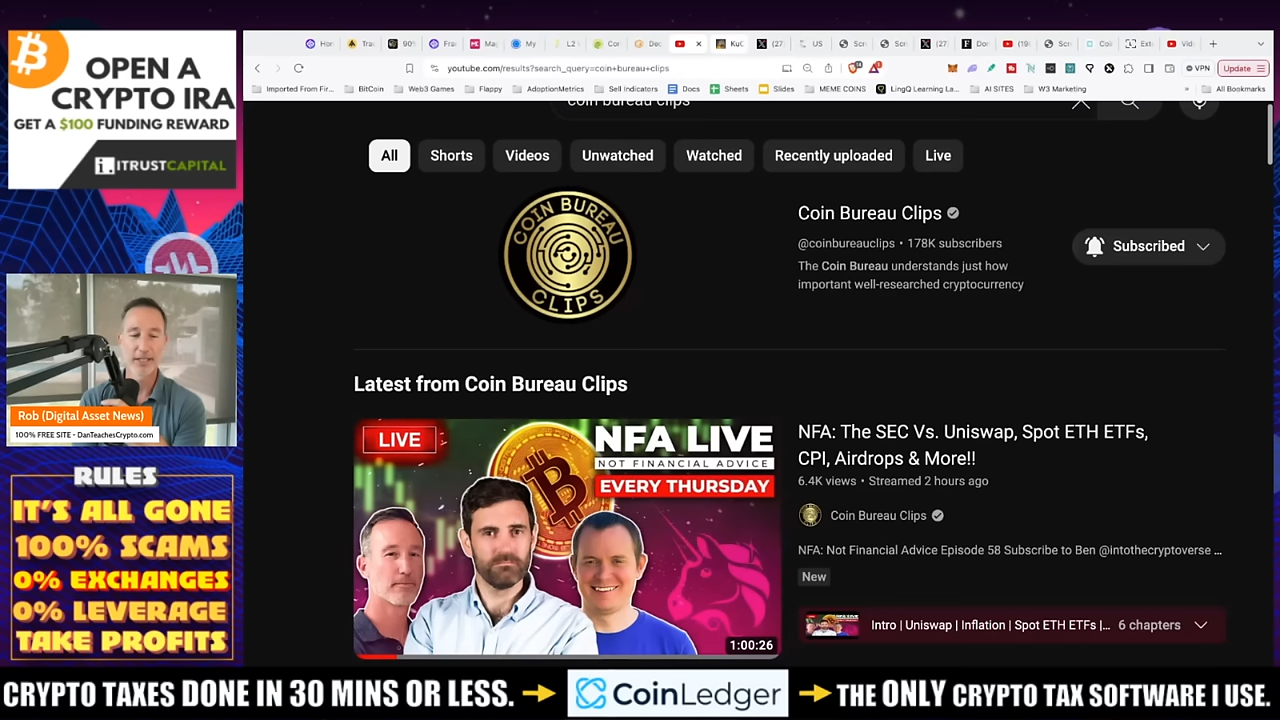 OPEN A
CRYPTO IRA
GET A $100 FUNDING REWARD
i. ITRUSTCAPITAL
Rob (Digital Asset News)
100% FREE SITE - DanTeachesCrypto.com
RULES
IT'S ALL GONE
100% SCAMS
0% EXCHANGES
0% LEVERAGE
TAKE PROFITS
youtube.com/results?search_query=coin+bureau+clips
VPN
Update
Imported From Fir...
BitCoin
Web3 Games
Flappy
AdoptionMetrics
Sell Indicators
Docs
Sheets
Slides
MEME COINS
LingQ Learning La...
AI SITES
W3 Marketing
»
All Bookmarks
coin bureau clips
All
Shorts
Videos
Unwatched
Watched
Recently uploaded
Live
COIN BUREAU
CLIPS
Coin Bureau Clips
@coinbureauclips • 178K subscribers
The Coin Bureau understands just how
important well-researched cryptocurrency
Subscribed
Latest from Coin Bureau Clips
LIVE
NFA LIVE
NOT FINANCIAL ADVICE
EVERY THURSDAY
1:00:26
NFA: The SEC Vs. Uniswap, Spot ETH ETFs,
CPI, Airdrops & More!!
6.4K views • Streamed 2 hours ago
Coin Bureau Clips
NFA: Not Financial Advice Episode 58 Subscribe to Ben @intothecryptoverse ...
New
Intro | Uniswap | Inflation | Spot ETH ETFs |...
6 chapters
CRYPTO TAXES DONE IN 30 MINS OR LESS.
CoinLedger
THE ONLY CRYPTO TAX SOFTWARE I USE.